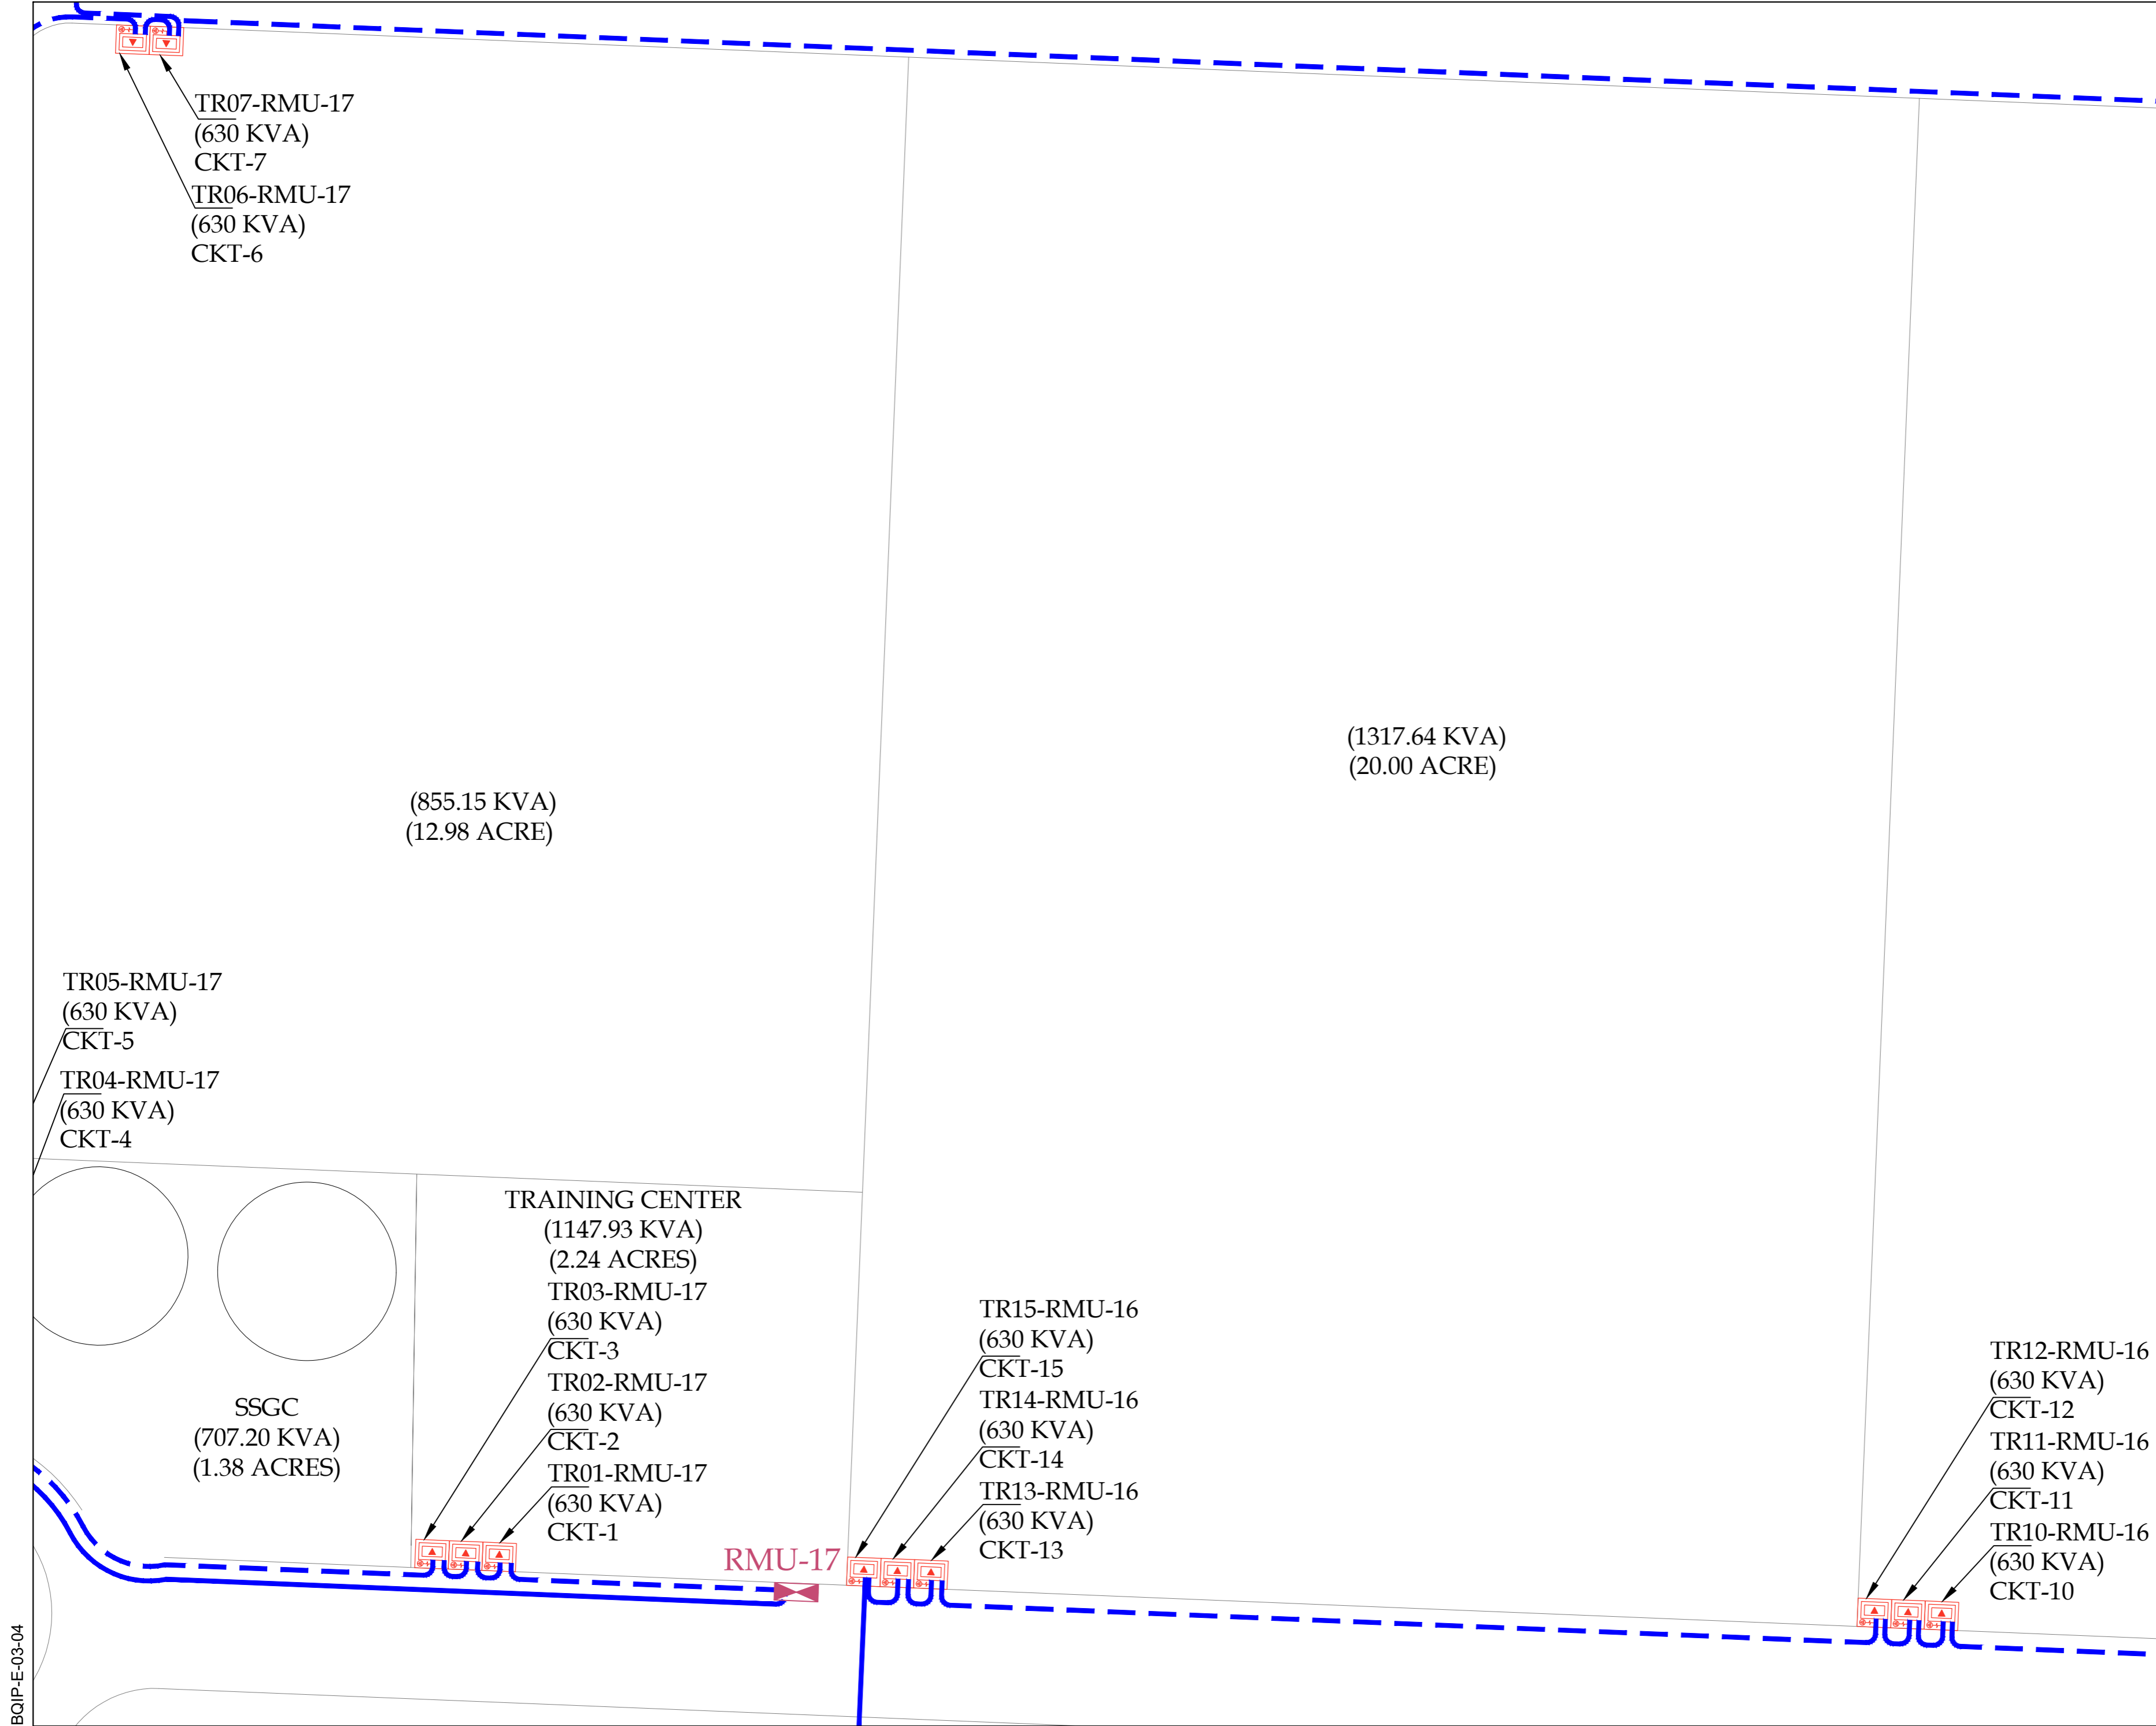 TR07-RMU-17
(630 KVA)
CKT-7
TR06-RMU-17
(630 KVA)
CKT-6
(1317.64 KVA)
(20.00 ACRE)
(855.15 KVA)
(12.98 ACRE)
TR05-RMU-17
(630 KVA)
CKT-5
TR04-RMU-17
(630 KVA)
CKT-4
TRAINING CENTER
(1147.93 KVA)
(2.24 ACRES)
TR03-RMU-17
(630 KVA)
CKT-3
TR02-RMU-17
(630 KVA)
CKT-2
TR01-RMU-17
(630 KVA)
CKT-1
SSGC
(707.20 KVA)
(1.38 ACRES)
RMU-17
TR15-RMU-16
(630 KVA)
CKT-15
TR14-RMU-16
(630 KVA)
CKT-14
TR13-RMU-16
(630 KVA)
CKT-13
TR12-RMU-16
(630 KVA)
CKT-12
TR11-RMU-16
(630 KVA)
CKT-11
TR10-RMU-16
(630 KVA)
CKT-10
BQIP-E-03-04